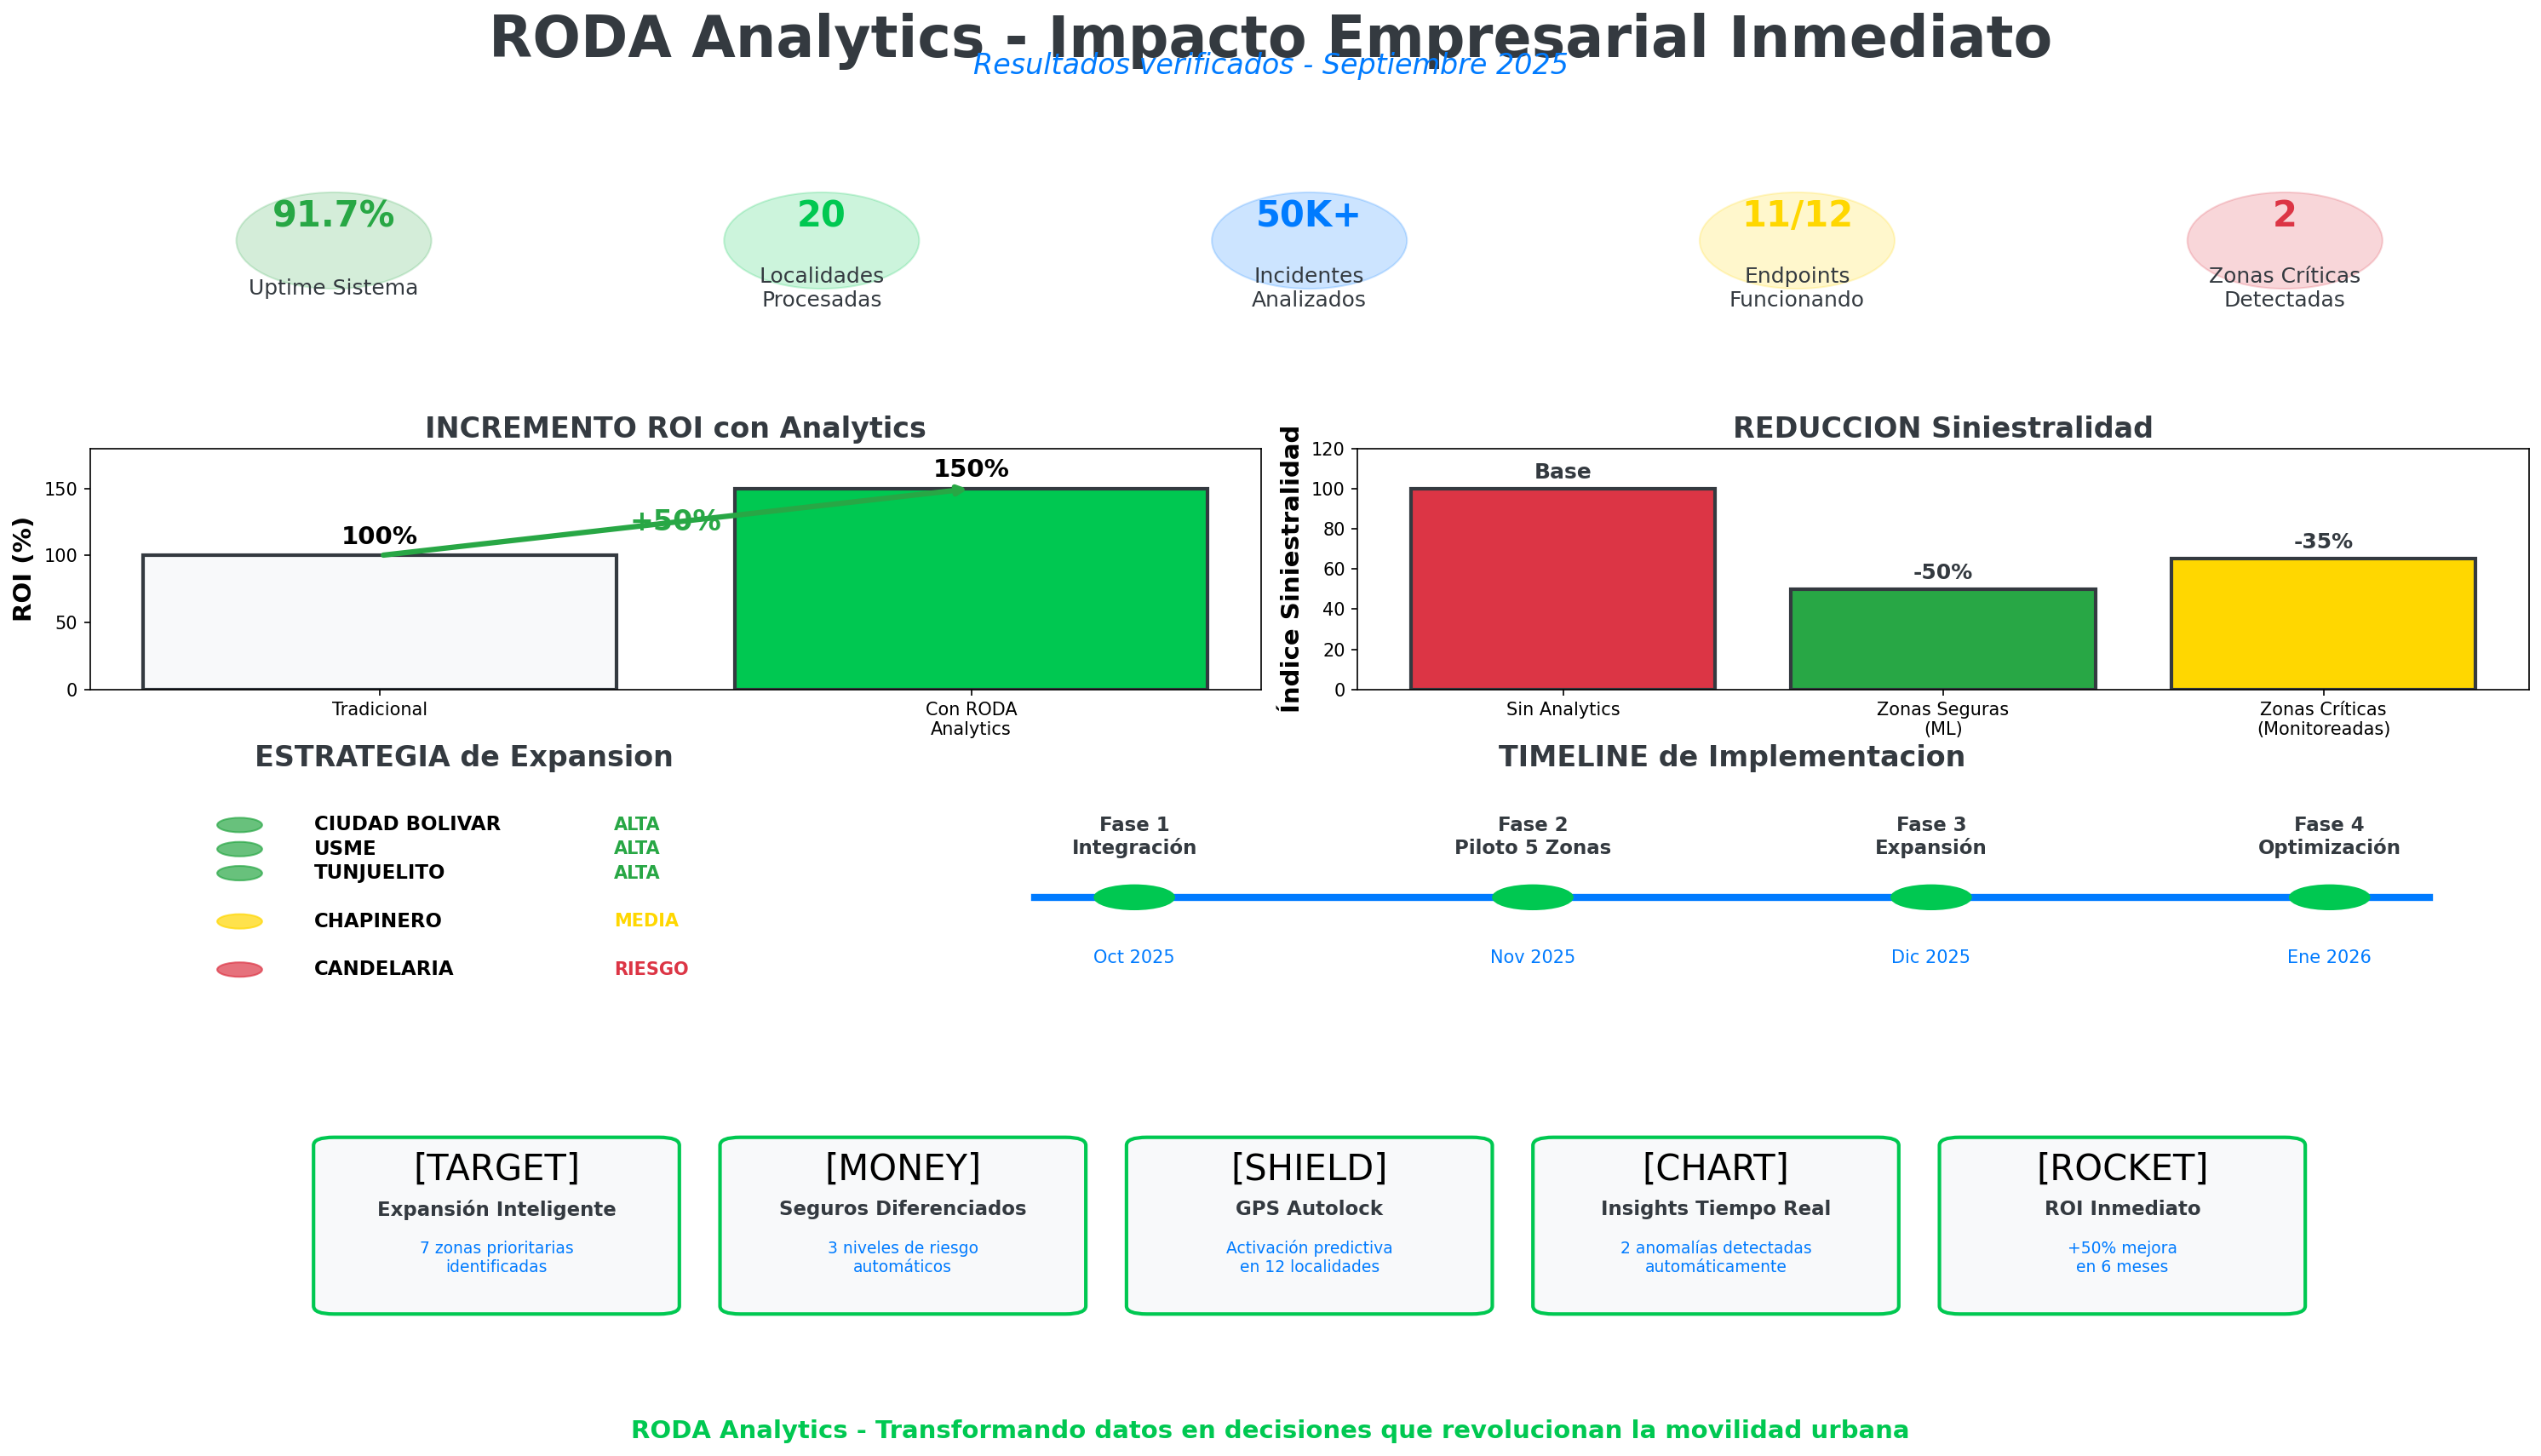 RODA Analytics - Impacto Empresarial Inmediato
Resultados Verificados - Septiembre 2025
91.7%
Uptime Sistema
20
Localidades
Procesadas
50K+
Incidentes
Analizados
11/12
Endpoints
Funcionando
2
Zonas Críticas
Detectadas
INCREMENTO ROI con Analytics
ROI (%)
150
100
50
0
100%
+50%
150%
Tradicional
Con RODA
Analytics
REDUCCION Siniestralidad
Índice Siniestralidad
120
100
80
60
40
20
0
Base
-50%
-35%
Sin Analytics
Zonas Seguras
(ML)
Zonas Críticas
(Monitoreadas)
ESTRATEGIA de Expansion
CIUDAD BOLIVAR ALTA
USME ALTA
TUNJUELITO ALTA
CHAPINERO MEDIA
CANDELARIA RIESGO
TIMELINE de Implementacion
Fase 1
Integración
Oct 2025
Fase 2
Piloto 5 Zonas
Nov 2025
Fase 3
Expansión
Dic 2025
Fase 4
Optimización
Ene 2026
[TARGET]
Expansión Inteligente
7 zonas prioritarias
identificadas
[MONEY]
Seguros Diferenciados
3 niveles de riesgo
automáticos
[SHIELD]
GPS Autolock
Activación predictiva
en 12 localidades
[CHART]
Insights Tiempo Real
2 anomalías detectadas
automáticamente
[ROCKET]
ROI Inmediato
+50% mejora
en 6 meses
RODA Analytics - Transformando datos en decisiones que revolucionan la movilidad urbana